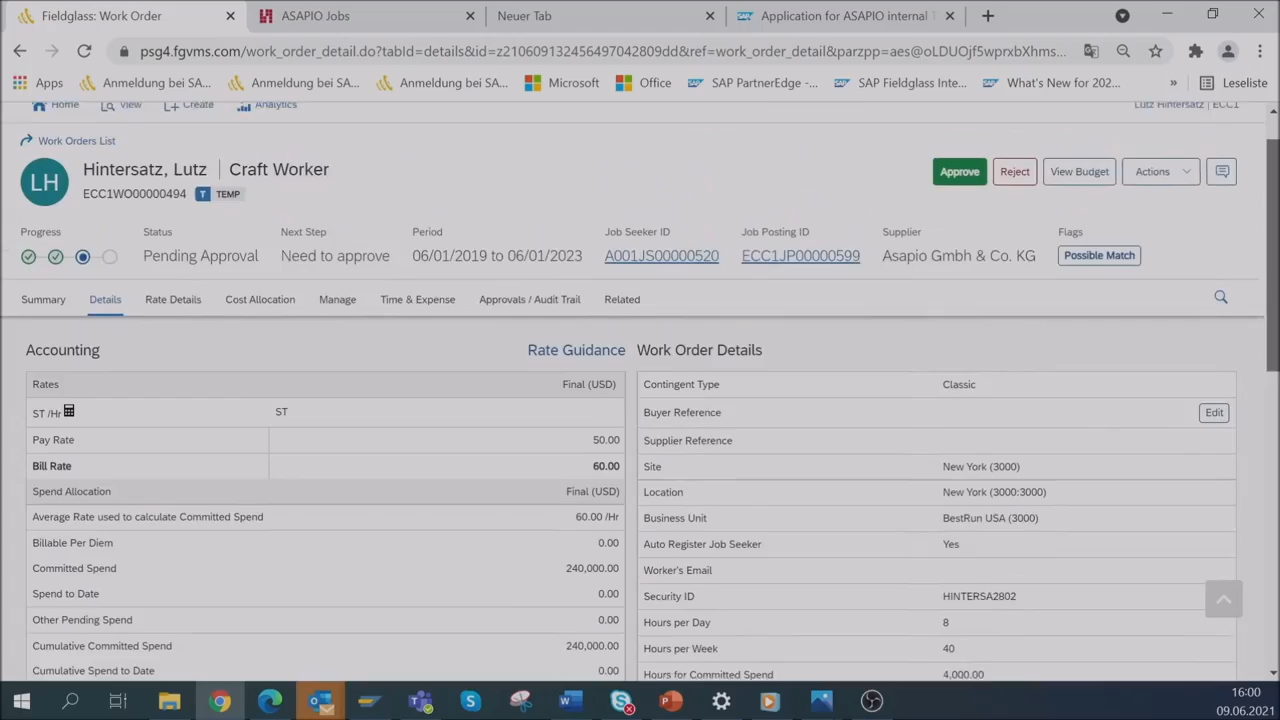 Fieldglass: Work Order
ASAPIO Jobs
Neuer Tab
Application for ASAPIO internal T
psg4.fgvms.com/work_order_detail.do?tabId=details&id=z210609132456497042809dd&ref=work_order_detail&parzpp=aes@oLDUOjf5wprxbXhms...
Apps
Anmeldung bei SA...
Anmeldung bei SA...
Anmeldung bei SA...
Microsoft
Office
SAP PartnerEdge -...
SAP Fieldglass Inte...
What's New for 202...
»
Leseliste
Home
View
Create
Analytics
Lutz Hintersatz | ECC1
Work Orders List
LH
Hintersatz, Lutz
Craft Worker
Approve
Reject
View Budget
Actions
ECC1WO00000494
T TEMP
Progress
Status
Next Step
Period
Job Seeker ID
Job Posting ID
Supplier
Flags
Pending Approval
Need to approve
06/01/2019 to 06/01/2023
A001JS00000520
ECC1JP00000599
Asapio Gmbh & Co. KG
Possible Match
Summary
Details
Rate Details
Cost Allocation
Manage
Time & Expense
Approvals / Audit Trail
Related
Accounting
Rate Guidance
Rates Final (USD)
ST /Hr ST
Pay Rate 50.00
Bill Rate 60.00
Spend Allocation Final (USD)
Average Rate used to calculate Committed Spend 60.00 /Hr
Billable Per Diem 0.00
Committed Spend 240,000.00
Spend to Date 0.00
Other Pending Spend 0.00
Cumulative Committed Spend 240,000.00
Cumulative Spend to Date 0.00
Work Order Details
Contingent Type Classic
Buyer Reference Edit
Supplier Reference
Site New York (3000)
Location New York (3000:3000)
Business Unit BestRun USA (3000)
Auto Register Job Seeker Yes
Worker's Email
Security ID HINTERSA2802
Hours per Day 8
Hours per Week 40
Hours for Committed Spend 4,000.00
16:00
09.06.2021